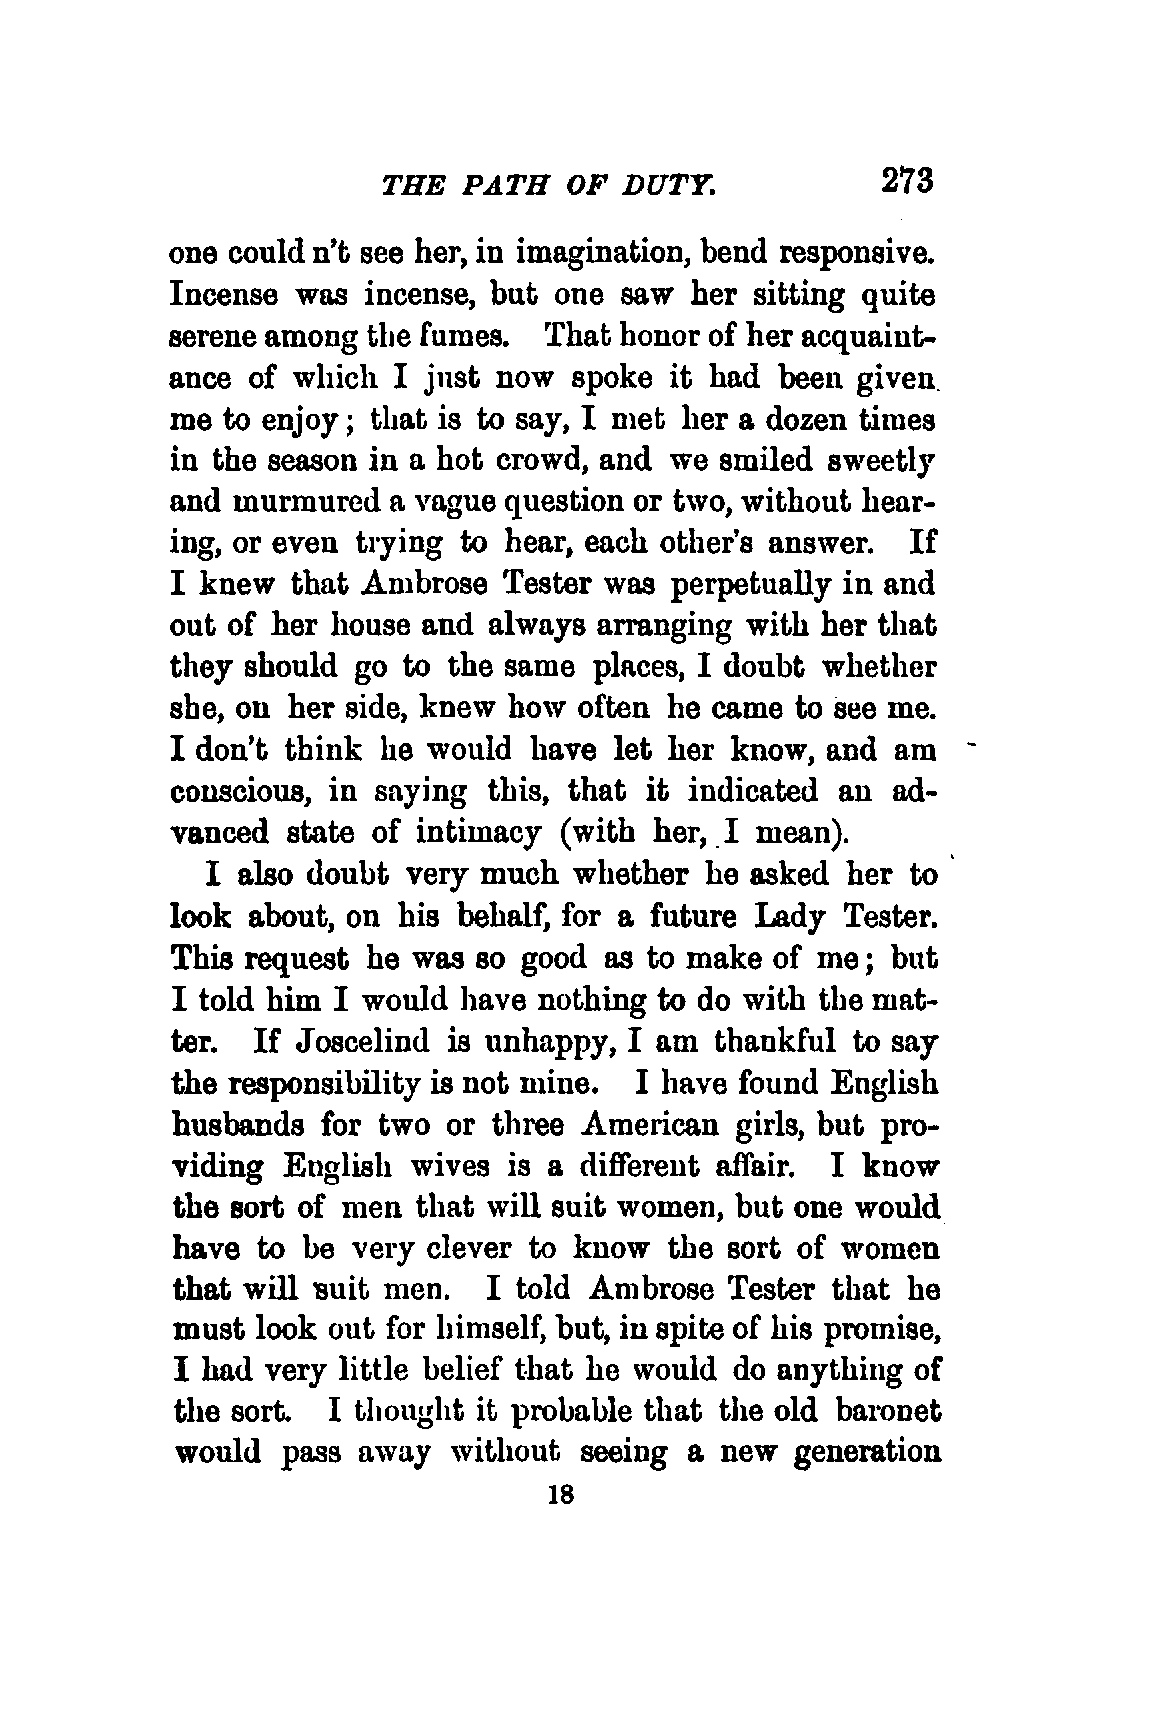 THE PATH OF DUTY. 273
one could n't see her, in imagination, bend responsive.
Incense was incense, but one saw her sitting quite
serene among the fumes. That honor of her acquaint-
ance of which I just now spoke it had been given
me to enjoy; that is to say, I met her a dozen times
in the season in a hot crowd, and we smiled sweetly
and murmured a vague question or two, without hear-
ing, or even trying to hear, each other's answer. If
I knew that Ambrose Tester was perpetually in and
out of her house and always arranging with her that
they should go to the same places, I doubt whether
she, on her side, knew how often he came to see me.
I don't think he would have let her know, and am
conscious, in saying this, that it indicated an ad-
vanced state of intimacy (with her, I mean).
I also doubt very much whether he asked her to
look about, on his behalf, for a future Lady Tester.
This request he was so good as to make of me; but
I told him I would have nothing to do with the mat-
ter. If Joscelind is unhappy, I am thankful to say
the responsibility is not mine. I have found English
husbands for two or three American girls, but pro-
viding English wives is a different affair. I know
the sort of men that will suit women, but one would
have to be very clever to know the sort of women
that will suit men. I told Ambrose Tester that he
must look out for himself, but, in spite of his promise,
I had very little belief that he would do anything of
the sort. I thought it probable that the old baronet
would pass away without seeing a new generation
18